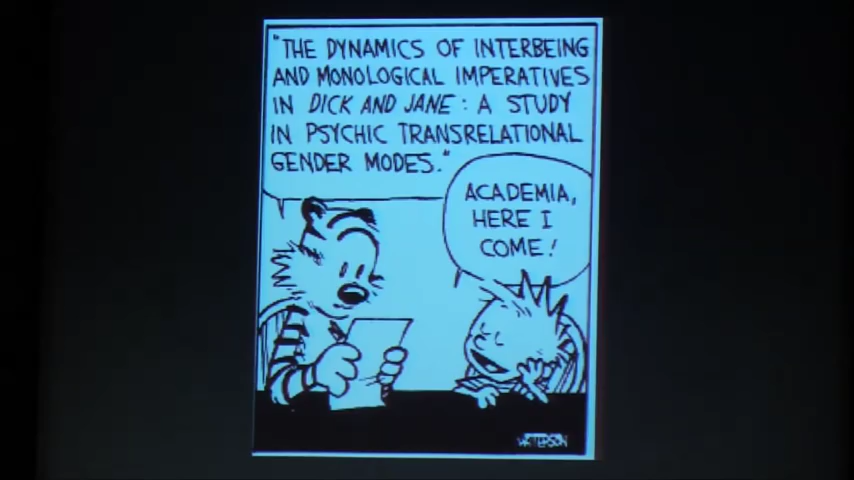 "THE DYNAMICS OF INTERBEING
AND MONOLOGICAL IMPERATIVES
IN DICK AND JANE : A STUDY
IN PSYCHIC TRANSRELATIONAL
GENDER MODES."
ACADEMIA,
HERE I
COME!
WATTERSON